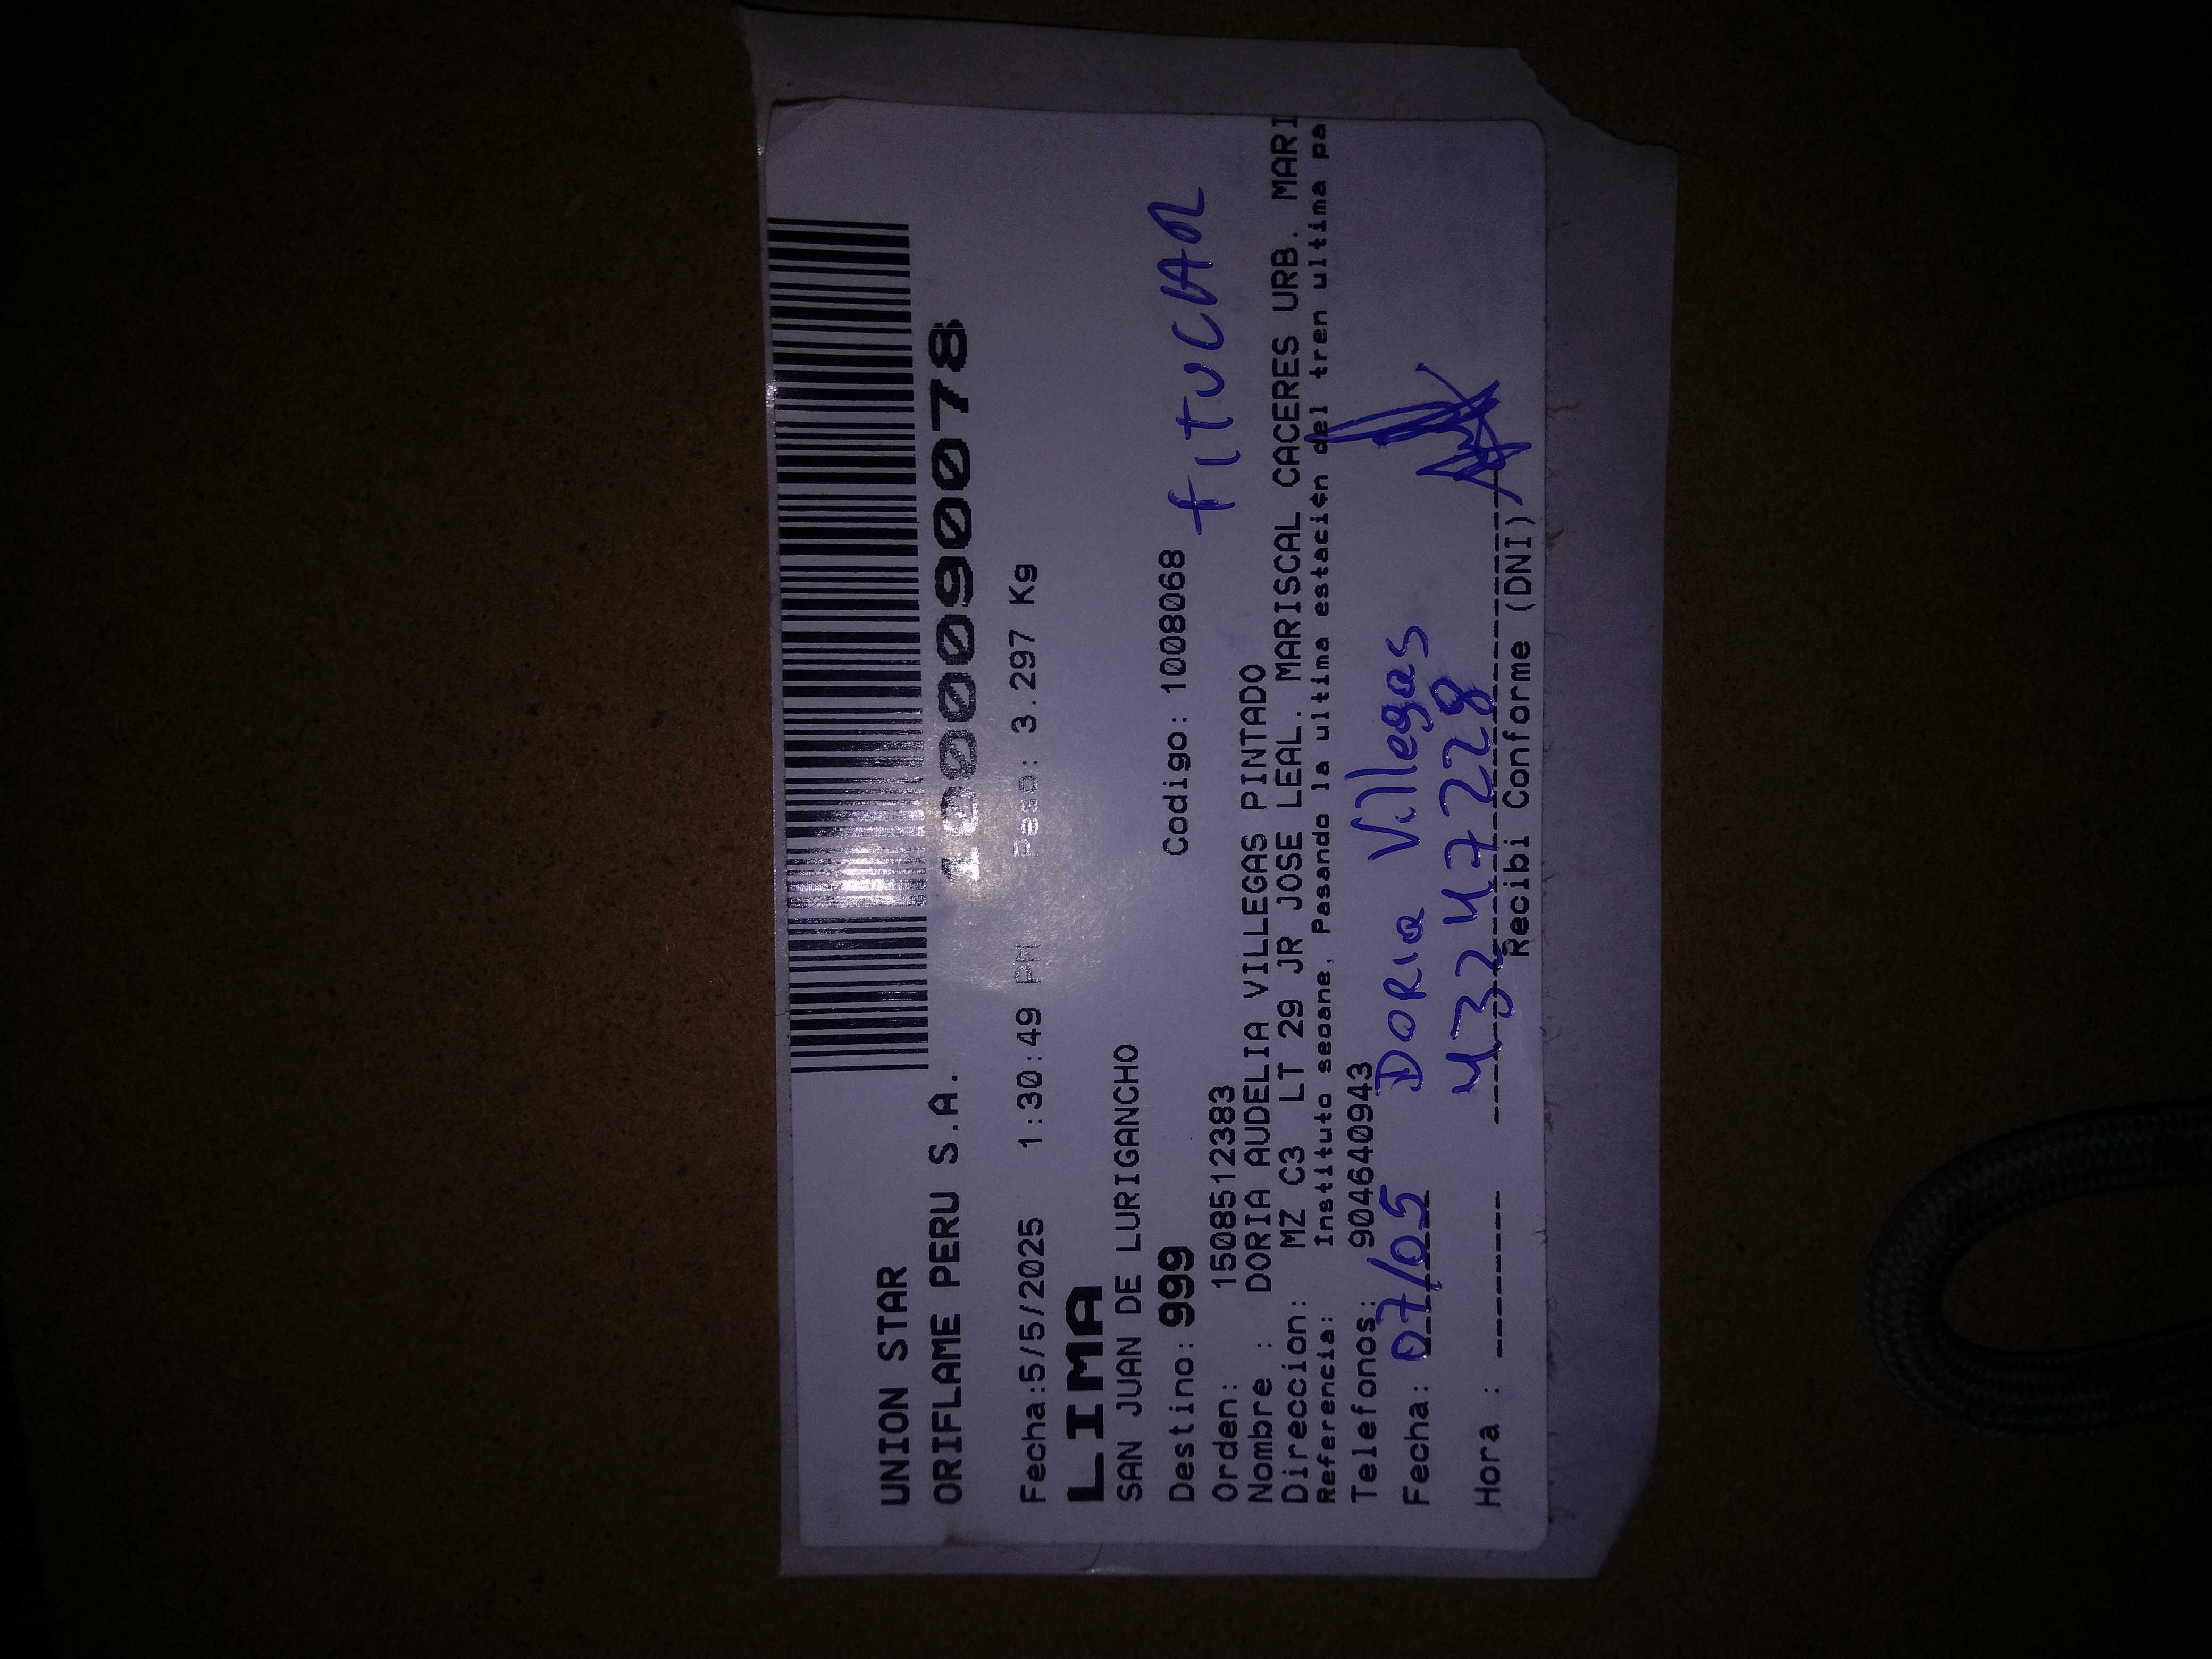 UNION STAR
ORIFLAME PERU S.A. 10000900078
Fecha:5/5/2025 1:30:49 PM Peso: 3.297 Kg
LIMA
SAN JUAN DE LURIGANCHO
Destino: 999 Codigo: 1008068
FITUCHAR
Orden: 1508512383
Nombre : DORIA AUDELIA VILLEGAS PINTADO
Direccion: MZ C3 LT 29 JR JOSE LEAL. MARISCAL CACERES URB. MARI
Referencia: Instituto seoane, Pasando la ultima estación del tren ultima pa
Telefonos: 904640943
Fecha: 07/05 DORIA Villegas
43247228
Hora :
Recibi Conforme (DNI)